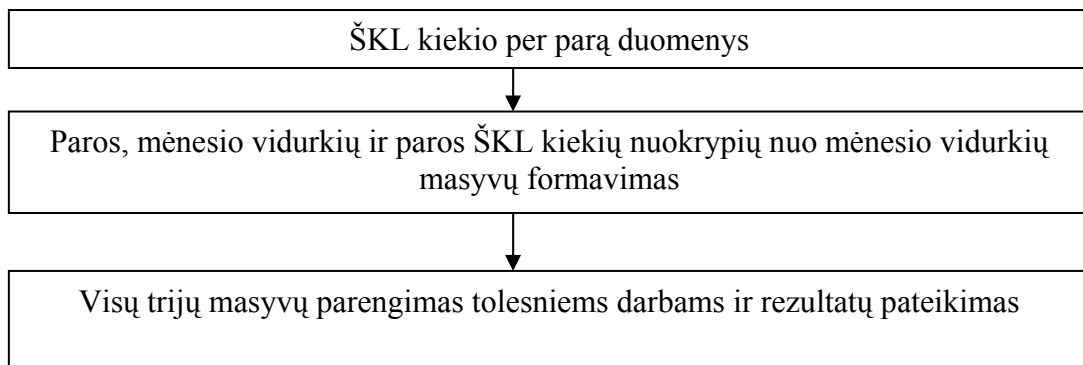 ŠKL kiekio per parą duomenys
Paros, mėnesio vidurkių ir paros ŠKL kiekių nuokrypių nuo mėnesio vidurkių
masyvų formavimas
Visų trijų masyvų parengimas tolesniems darbams ir rezultatų pateikimas